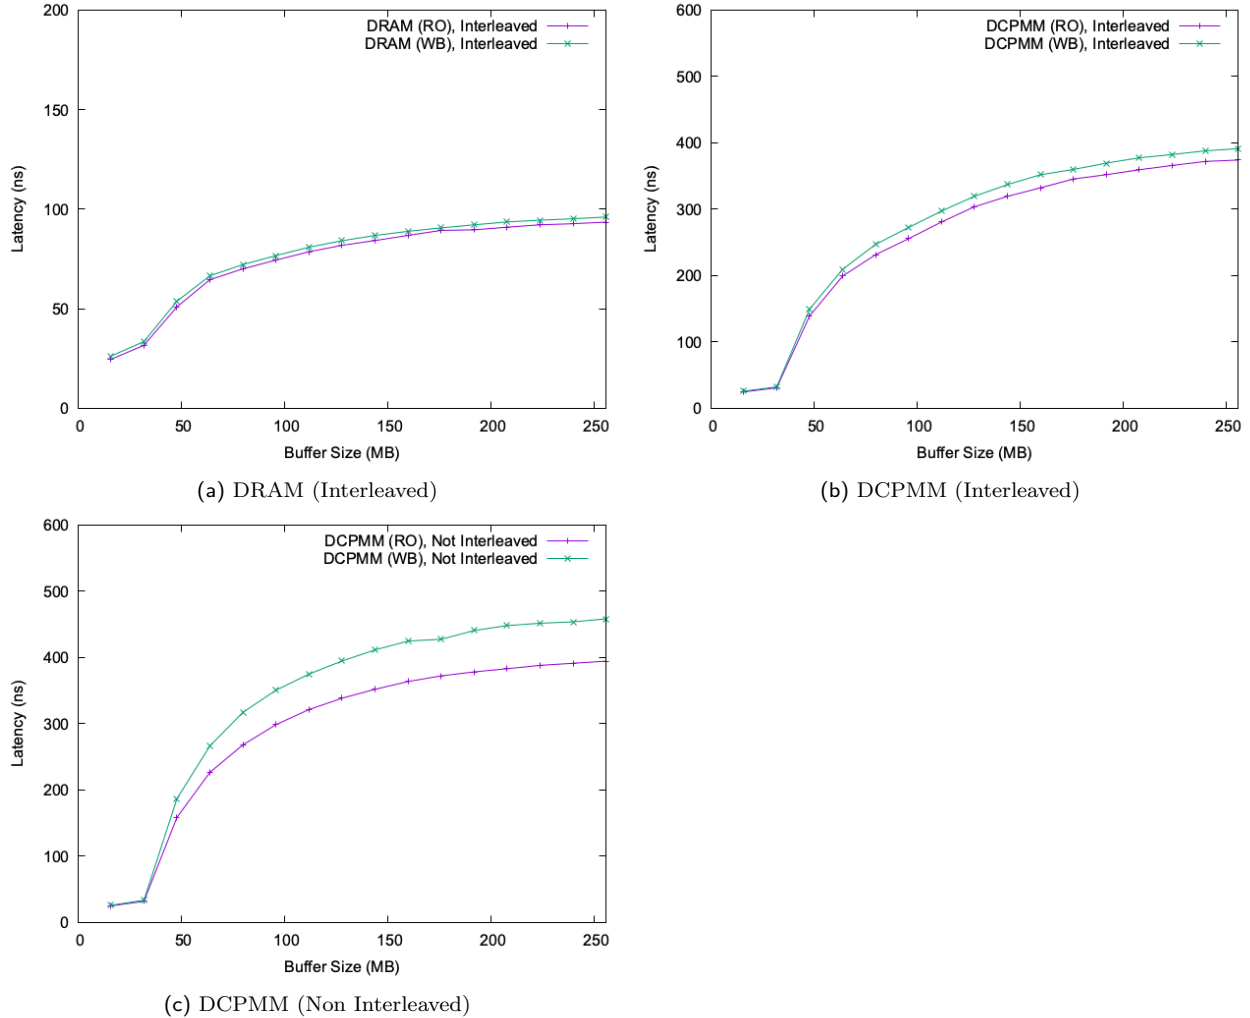 DRAM (RO), Interleaved
DRAM (WB), Interleaved
200
150
100
50
0
Latency (ns)
0 50 100 150 200 250
Buffer Size (MB)
(a) DRAM (Interleaved)
DCPMM (RO), Interleaved
DCPMM (WB), Interleaved
600
500
400
300
200
100
0
Latency (ns)
0 50 100 150 200 250
Buffer Size (MB)
(b) DCPMM (Interleaved)
DCPMM (RO), Not Interleaved
DCPMM (WB), Not Interleaved
600
500
400
300
200
100
0
Latency (ns)
0 50 100 150 200 250
Buffer Size (MB)
(c) DCPMM (Non Interleaved)